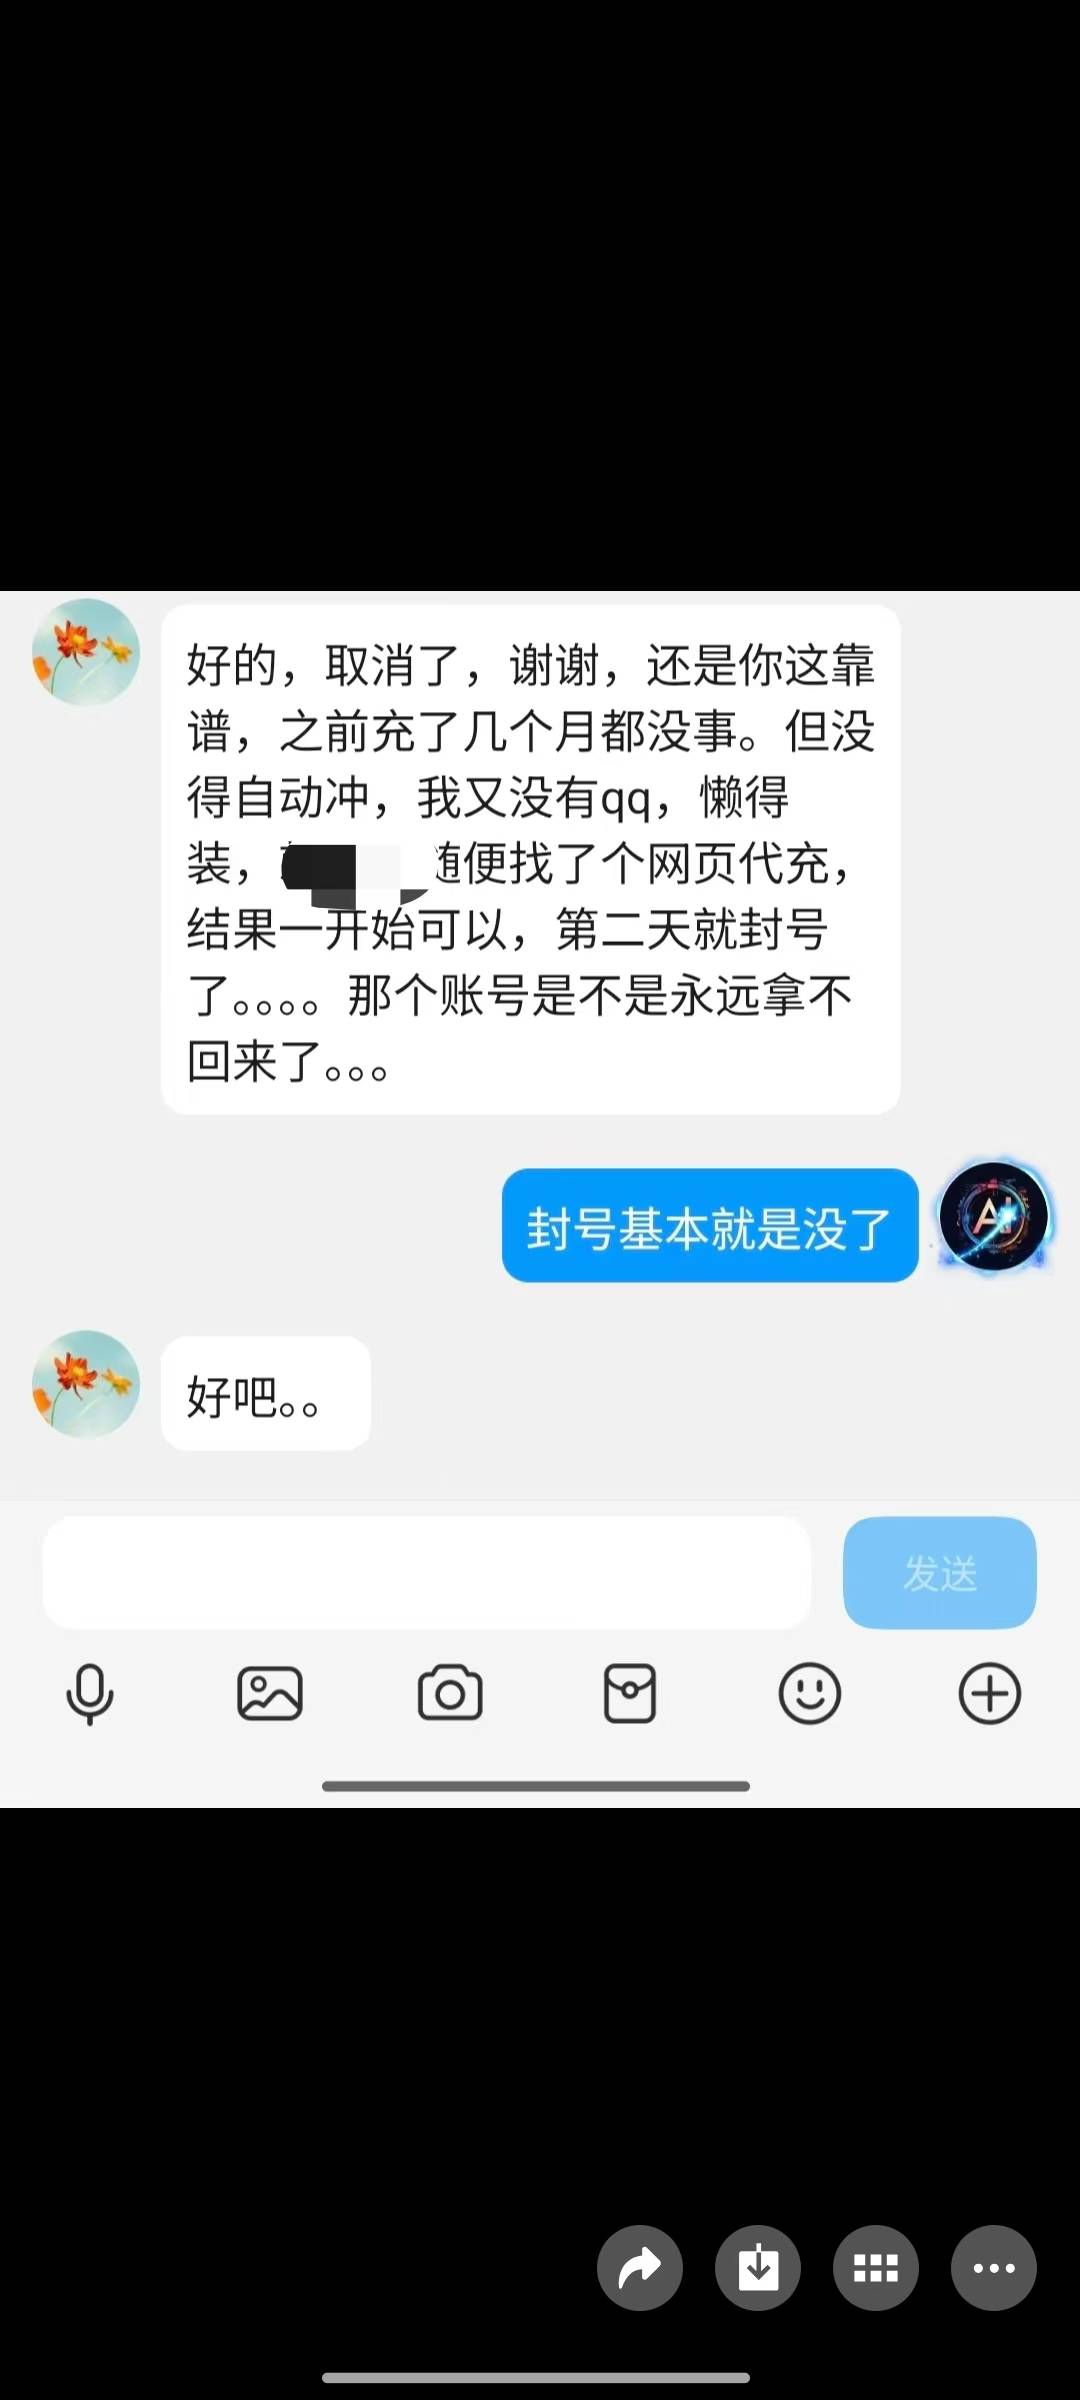 好的，取消了，谢谢，还是你这靠
谱，之前充了几个月都没事。但没
得自动冲，我又没有qq，懒得
装，随便找了个网页代充，
结果一开始可以，第二天就封号
了。。。。那个账号是不是永远拿不
回来了。。。
封号基本就是没了
AI
好吧。。
发送